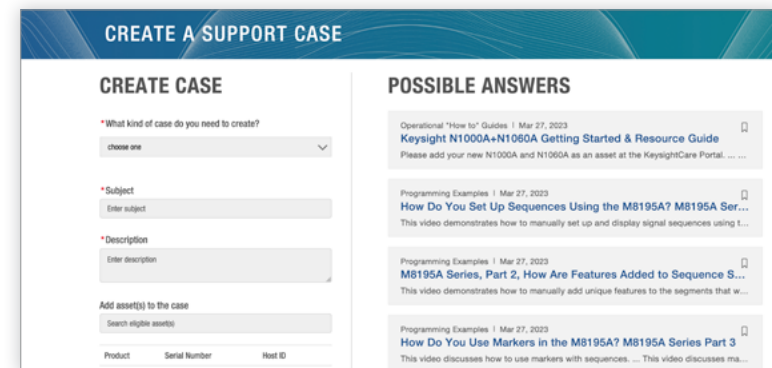 CREATE A SUPPORT CASE
CREATE CASE
*What kind of case do you need to create?
choose one
*Subject
Enter subject
*Description
Enter description
Add asset(s) to the case
Search eligible asset(s)
Product Serial Number Host ID
POSSIBLE ANSWERS
Operational "How to" Guides | Mar 27, 2023
Keysight N1000A+N1060A Getting Started & Resource Guide
Please add your new N1000A and N1060A as an asset at the KeysightCare Portal. ... ...
Programming Examples | Mar 27, 2023
How Do You Set Up Sequences Using the M8195A? M8195A Ser...
This video demonstrates how to manually set up and display signal sequences using t...
Programming Examples | Mar 27, 2023
M8195A Series, Part 2, How Are Features Added to Sequence S...
This video demonstrates how to manually add unique features to the segments that w...
Programming Examples | Mar 27, 2023
How Do You Use Markers in the M8195A? M8195A Series Part 3
This video discusses how to use markers with sequences. ... This video discusses ma...